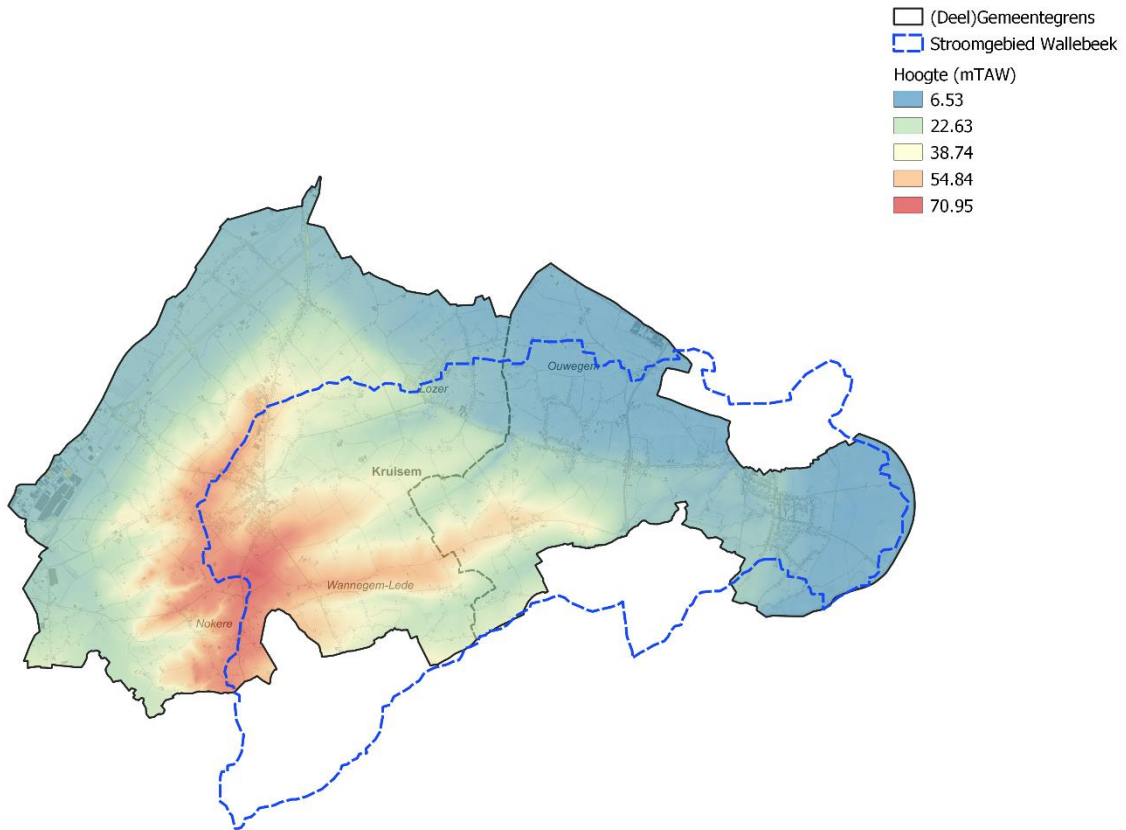 (Deel)Gemeentegrens
Stroomgebied Wallebeek
Hoogte (mTAW)
6.53
22.63
38.74
54.84
70.95
Ouwegem
Lozer
Kruisem
Wannegem-Lede
Nokere